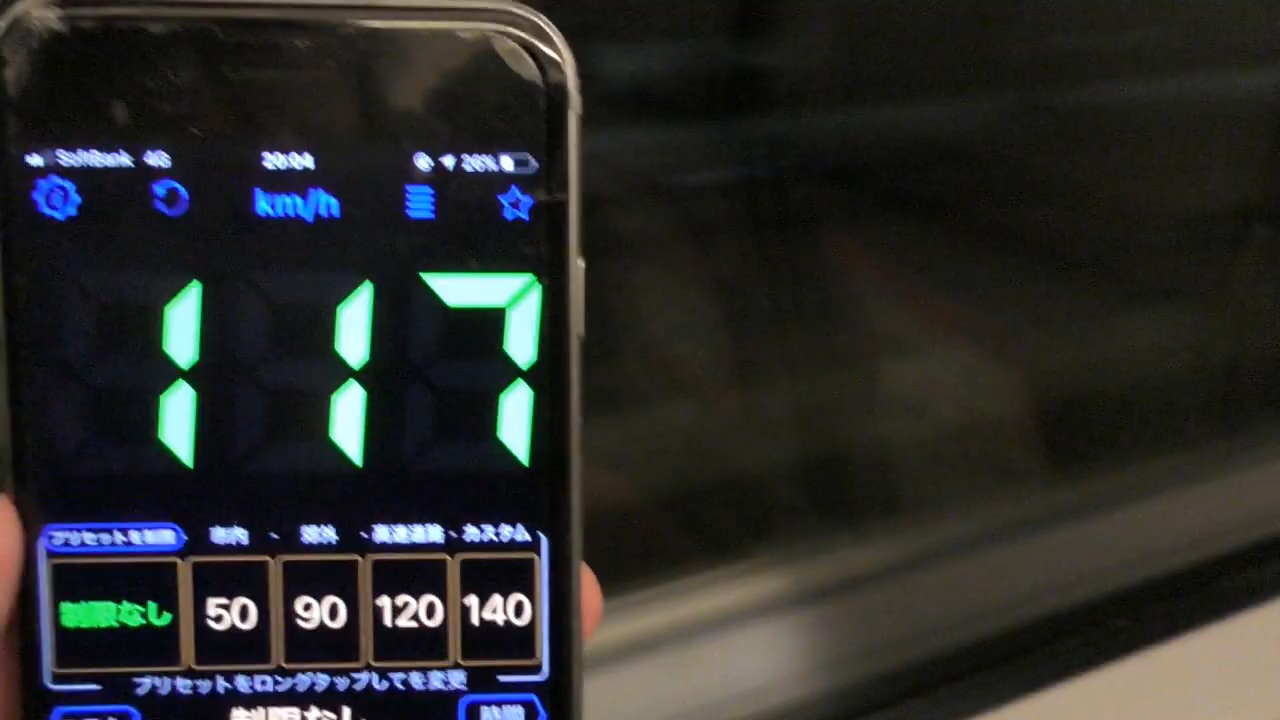 SoftBank 4G 20:04 26%
km/h
117
プリセットを制限 市内 - 郊外 - 高速道路 - カスタム
制限なし 50 90 120 140
プリセットをロングタップしてを変更
制限なし 時間